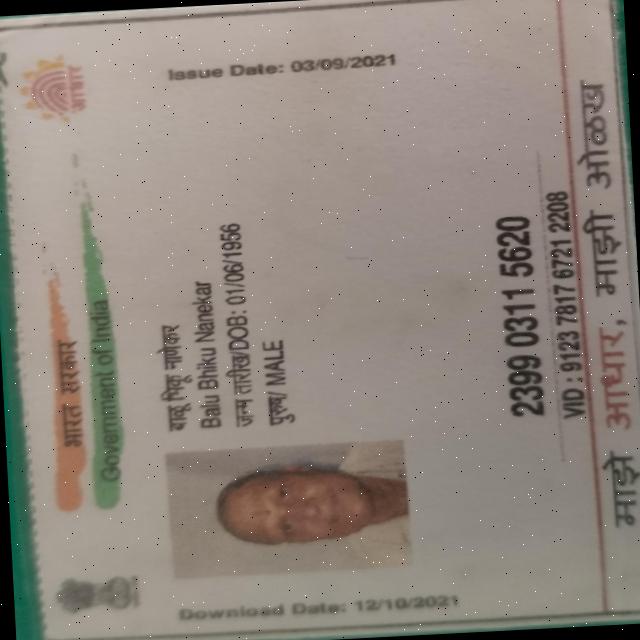 भारत सरकार
Government of India
Issue Date: 03/09/2021
बाळू भिकू नाणेकर
Balu Bhiku Nanekar
जन्म तारीख/DOB: 01/06/1956
पुरुष/ MALE
Download Date: 12/10/2021
2399 0311 5620
VID : 9123 7817 6721 2208
माझे आधार, माझी ओळख